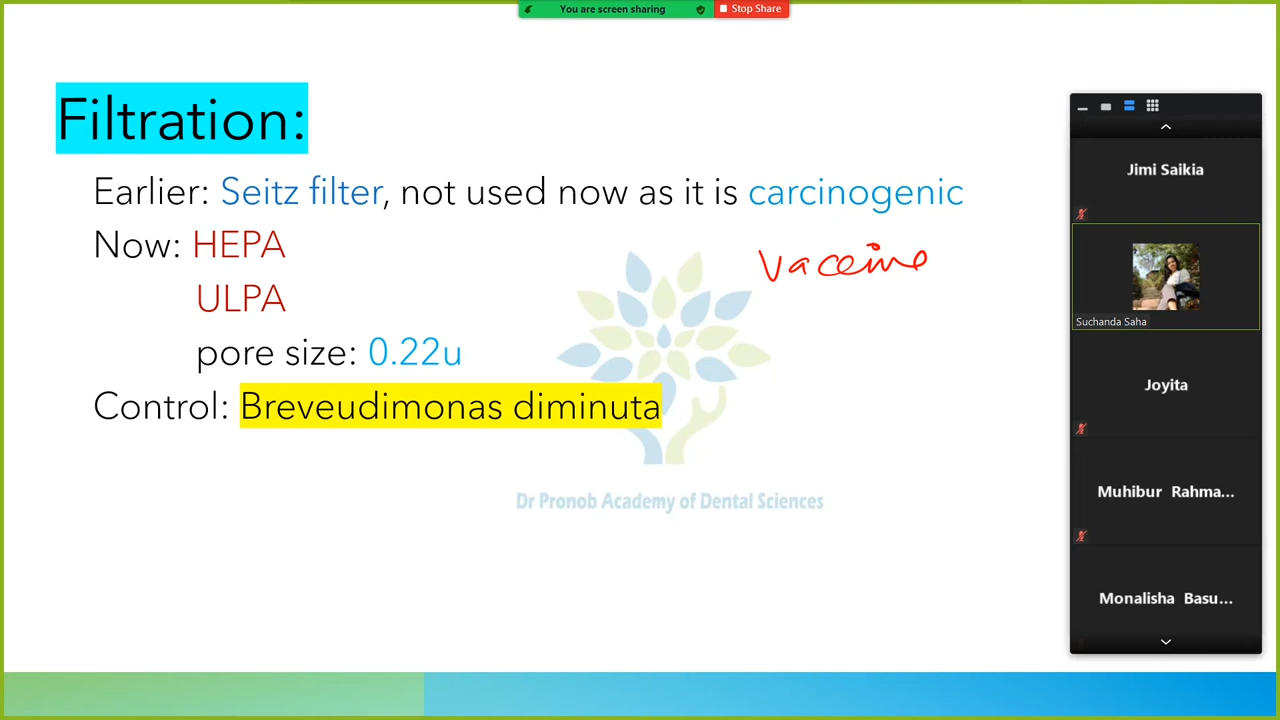 You are screen sharing
Stop Share
Filtration:
Earlier: Seitz filter, not used now as it is carcinogenic
Now: HEPA
vaccine
ULPA
pore size: 0.22u
Control: Breveudimonas diminuta
Dr Pronob Academy of Dental Sciences
Jimi Saikia
Suchanda Saha
Joyita
Muhibur Rahma...
Monalisha Basu...